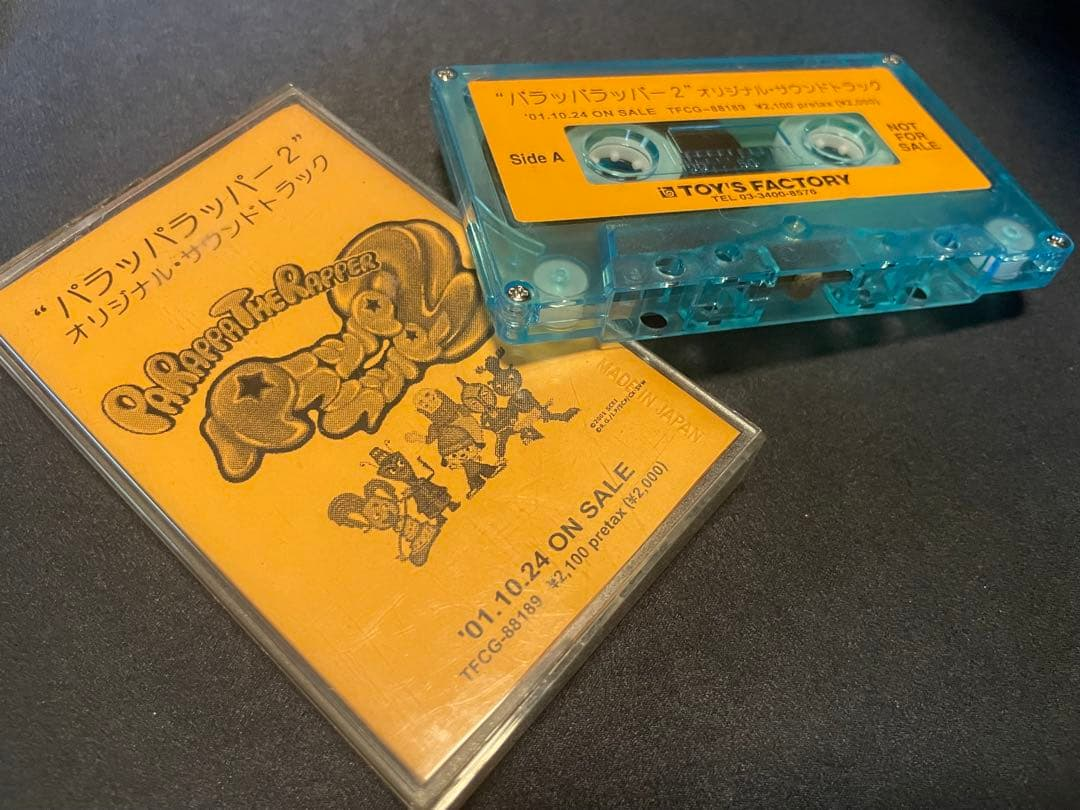 “パラッパラッパー2”
オリジナル・サウンドトラック
PARAPPA THE RAPPER
2
MADE IN JAPAN
'01.10.24 ON SALE
TFCG-88189 ¥2,100 pretax (¥2,000)
“パラッパラッパー2” オリジナル・サウンドトラック
'01.10.24 ON SALE TFCG-88189 ¥2,100 pretax (¥2,000)
Side A
NOT
FOR
SALE
TOY'S FACTORY
TEL 03-3400-8576